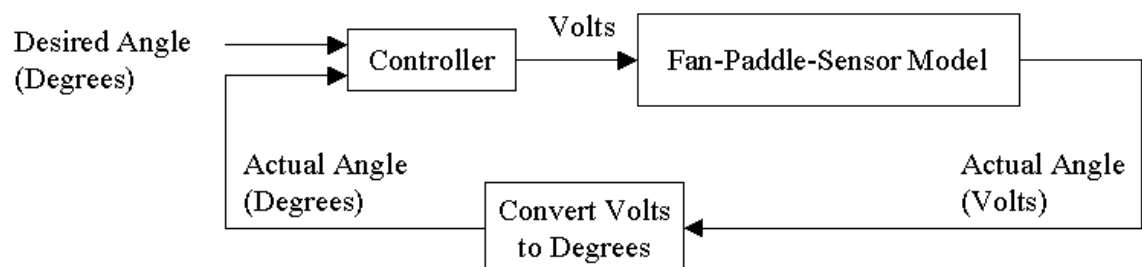 Desired Angle
(Degrees)
Controller
Volts
Fan-Paddle-Sensor Model
Actual Angle
(Degrees)
Convert Volts
to Degrees
Actual Angle
(Volts)